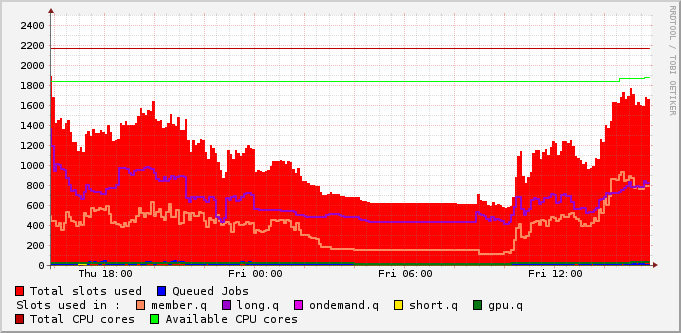 2400
2200
2000
1800
1600
1400
1200
1000
800
600
400
200
0
Thu 18:00 Fri 00:00 Fri 06:00 Fri 12:00
Total slots used Queued Jobs
Slots used in : member.q long.q ondemand.q short.q gpu.q
Total CPU cores Available CPU cores
RRDTOOL / TOBI OETIKER